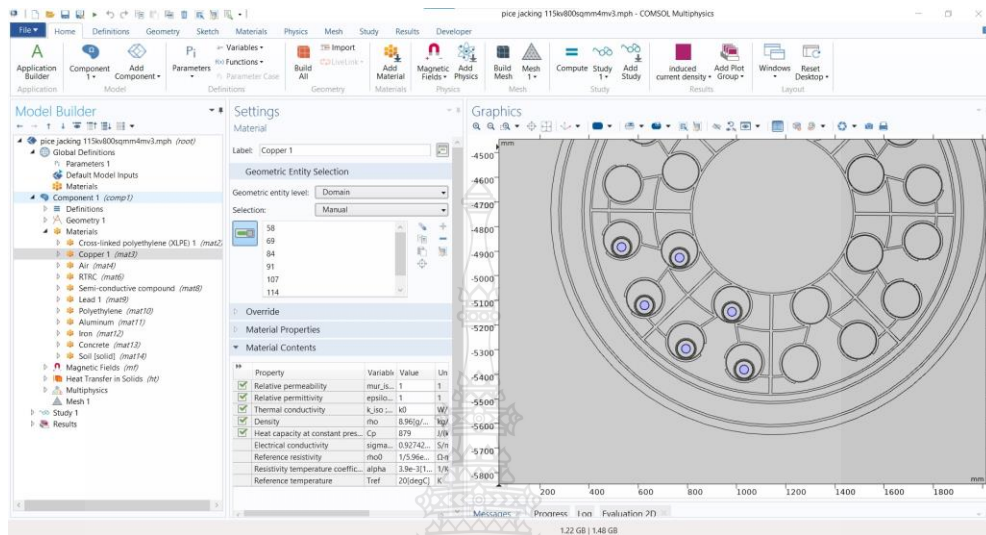 pice jacking 115kv800sqmm4mv3.mph - COMSOL Multiphysics
File Home Definitions Geometry Sketch Materials Physics Mesh Study Results Developer
Application Builder
Component 1
Add Component
Parameters
Variables
Functions
Parameter Case
Build All
Import
LiveLink
Add Material
Magnetic Fields
Add Physics
Build Mesh
Mesh 1
Compute
Study 1
Add Study
induced current density
Add Plot Group
Windows
Reset Desktop
Application Model Definitions Geometry Materials Physics Mesh Study Results Layout
Model Builder
pice jacking 115kv800sqmm4mv3.mph (root)
Global Definitions
Parameters 1
Default Model Inputs
Materials
Component 1 (comp1)
Definitions
Geometry 1
Materials
Cross-linked polyethylene (XLPE) 1 (mat2)
Copper 1 (mat3)
Air (mat4)
RTRC (mat6)
Semi-conductive compound (mat8)
Lead 1 (mat9)
Polyethylene (mat10)
Aluminum (mat11)
Iron (mat12)
Concrete (mat13)
Soil [solid] (mat14)
Magnetic Fields (mf)
Heat Transfer in Solids (ht)
Multiphysics
Mesh 1
Study 1
Results
Settings
Material
Label: Copper 1
Geometric Entity Selection
Geometric entity level: Domain
Selection: Manual
58
69
84
91
107
114
Override
Material Properties
Material Contents
Property Variable Value Un
Relative permeability mur_is... 1 1
Relative permittivity epsilo... 1 1
Thermal conductivity k_iso ;... k0 W/
Density rho 8.96[g/... kg/
Heat capacity at constant pres... Cp 879 J/(k
Electrical conductivity sigma... 0.92742... S/n
Reference resistivity rho0 1/5.96e... Ω·n
Resistivity temperature coeffic... alpha 3.9e-3[1... 1/K
Reference temperature Tref 20[degC] K
Graphics
mm
-4500
-4600
-4700
-4800
-4900
-5000
-5100
-5200
-5300
-5400
-5500
-5600
-5700
-5800
200 400 600 800 1000 1200 1400 1600 1800
mm
Messages Progress Log Evaluation 2D
1.22 GB | 1.48 GB